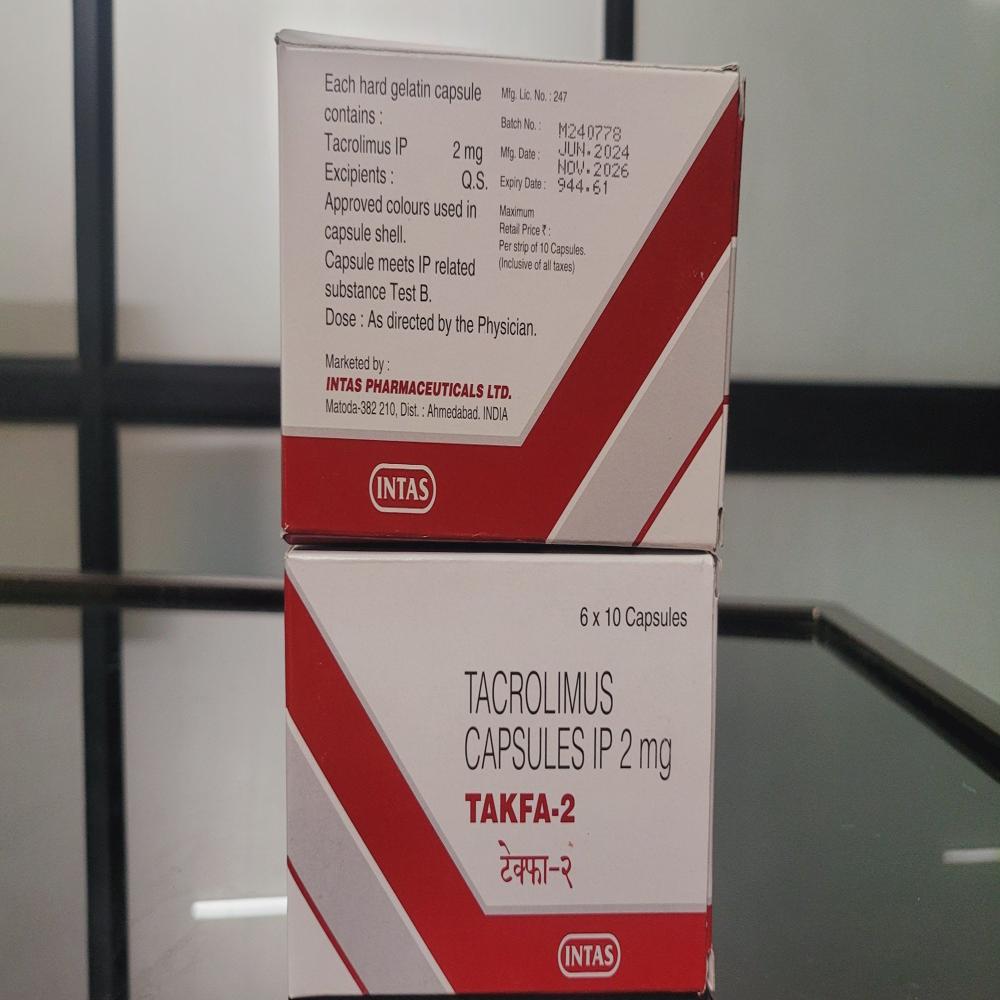 Each hard gelatin capsule
contains :
Tacrolimus IP 2 mg
Excipients : Q.S.
Approved colours used in
capsule shell.
Capsule meets IP related
substance Test B.
Dose : As directed by the Physician.
Marketed by :
INTAS PHARMACEUTICALS LTD.
Matoda-382 210, Dist. : Ahmedabad. INDIA
Mfg. Lic. No. : 247
Batch No. : M240778
Mfg. Date : JUN.2024
NOV.2026
Expiry Date : 944.61
Maximum
Retail Price ₹ :
Per strip of 10 Capsules.
(Inclusive of all taxes)
INTAS
6 x 10 Capsules
TACROLIMUS
CAPSULES IP 2 mg
TAKFA-2
टेक्फा-२
INTAS